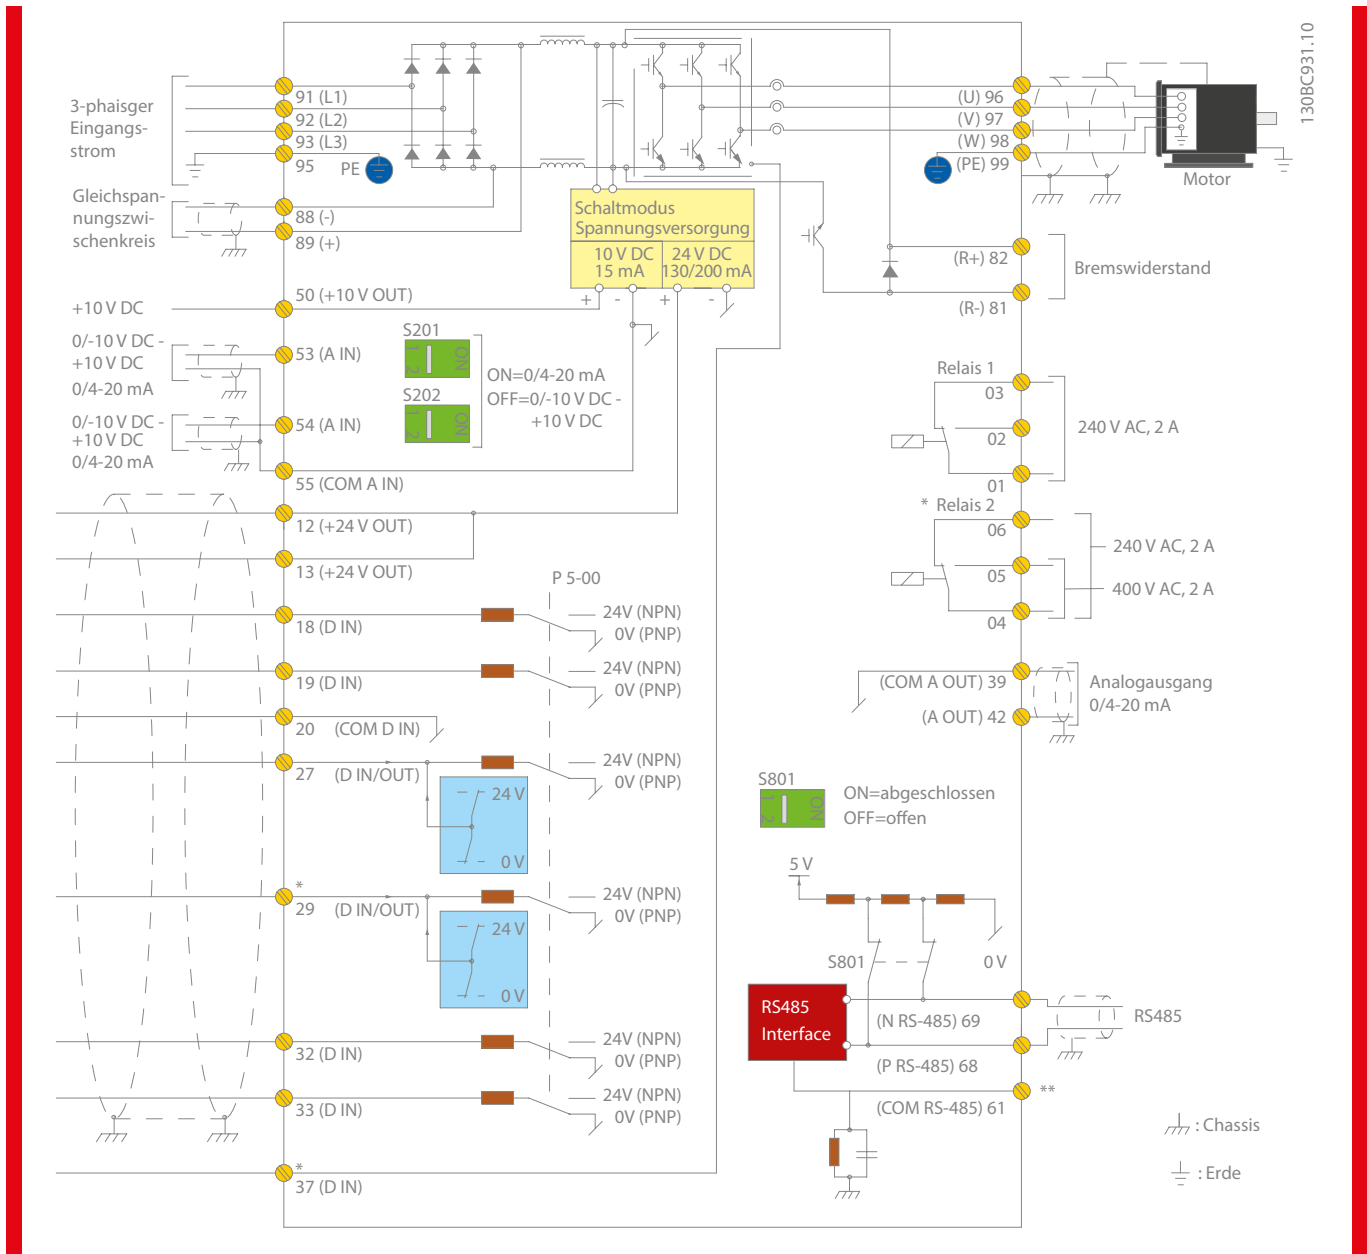 130BC931.10
3-phaisger
Eingangs-
strom
91 (L1)
92 (L2)
93 (L3)
95
PE
Gleichspan-
nungszwi-
schenkreis
88 (-)
89 (+)
Schaltmodus
Spannungsversorgung
10 V DC
15 mA
24 V DC
130/200 mA
+ - + -
+10 V DC
50 (+10 V OUT)
0/-10 V DC -
+10 V DC
0/4-20 mA
53 (A IN)
0/-10 V DC -
+10 V DC
0/4-20 mA
54 (A IN)
55 (COM A IN)
S201
1 2 ON
S202
1 2 ON
ON=0/4-20 mA
OFF=0/-10 V DC -
+10 V DC
12 (+24 V OUT)
13 (+24 V OUT)
P 5-00
18 (D IN)
24V (NPN)
0V (PNP)
19 (D IN)
24V (NPN)
0V (PNP)
20 (COM D IN)
27 (D IN/OUT)
24V (NPN)
0V (PNP)
24 V
0 V
*
29 (D IN/OUT)
24V (NPN)
0V (PNP)
24 V
0 V
32 (D IN)
24V (NPN)
0V (PNP)
33 (D IN)
24V (NPN)
0V (PNP)
*
37 (D IN)
(U) 96
(V) 97
(W) 98
(PE) 99
Motor
(R+) 82
(R-) 81
Bremswiderstand
Relais 1
03
02
01
240 V AC, 2 A
* Relais 2
06
05
04
240 V AC, 2 A
400 V AC, 2 A
(COM A OUT) 39
(A OUT) 42
Analogausgang
0/4-20 mA
S801
1 2 ON
ON=abgeschlossen
OFF=offen
5 V
S801
0 V
RS485
Interface
(N RS-485) 69
(P RS-485) 68
(COM RS-485) 61
RS485
**
: Chassis
: Erde